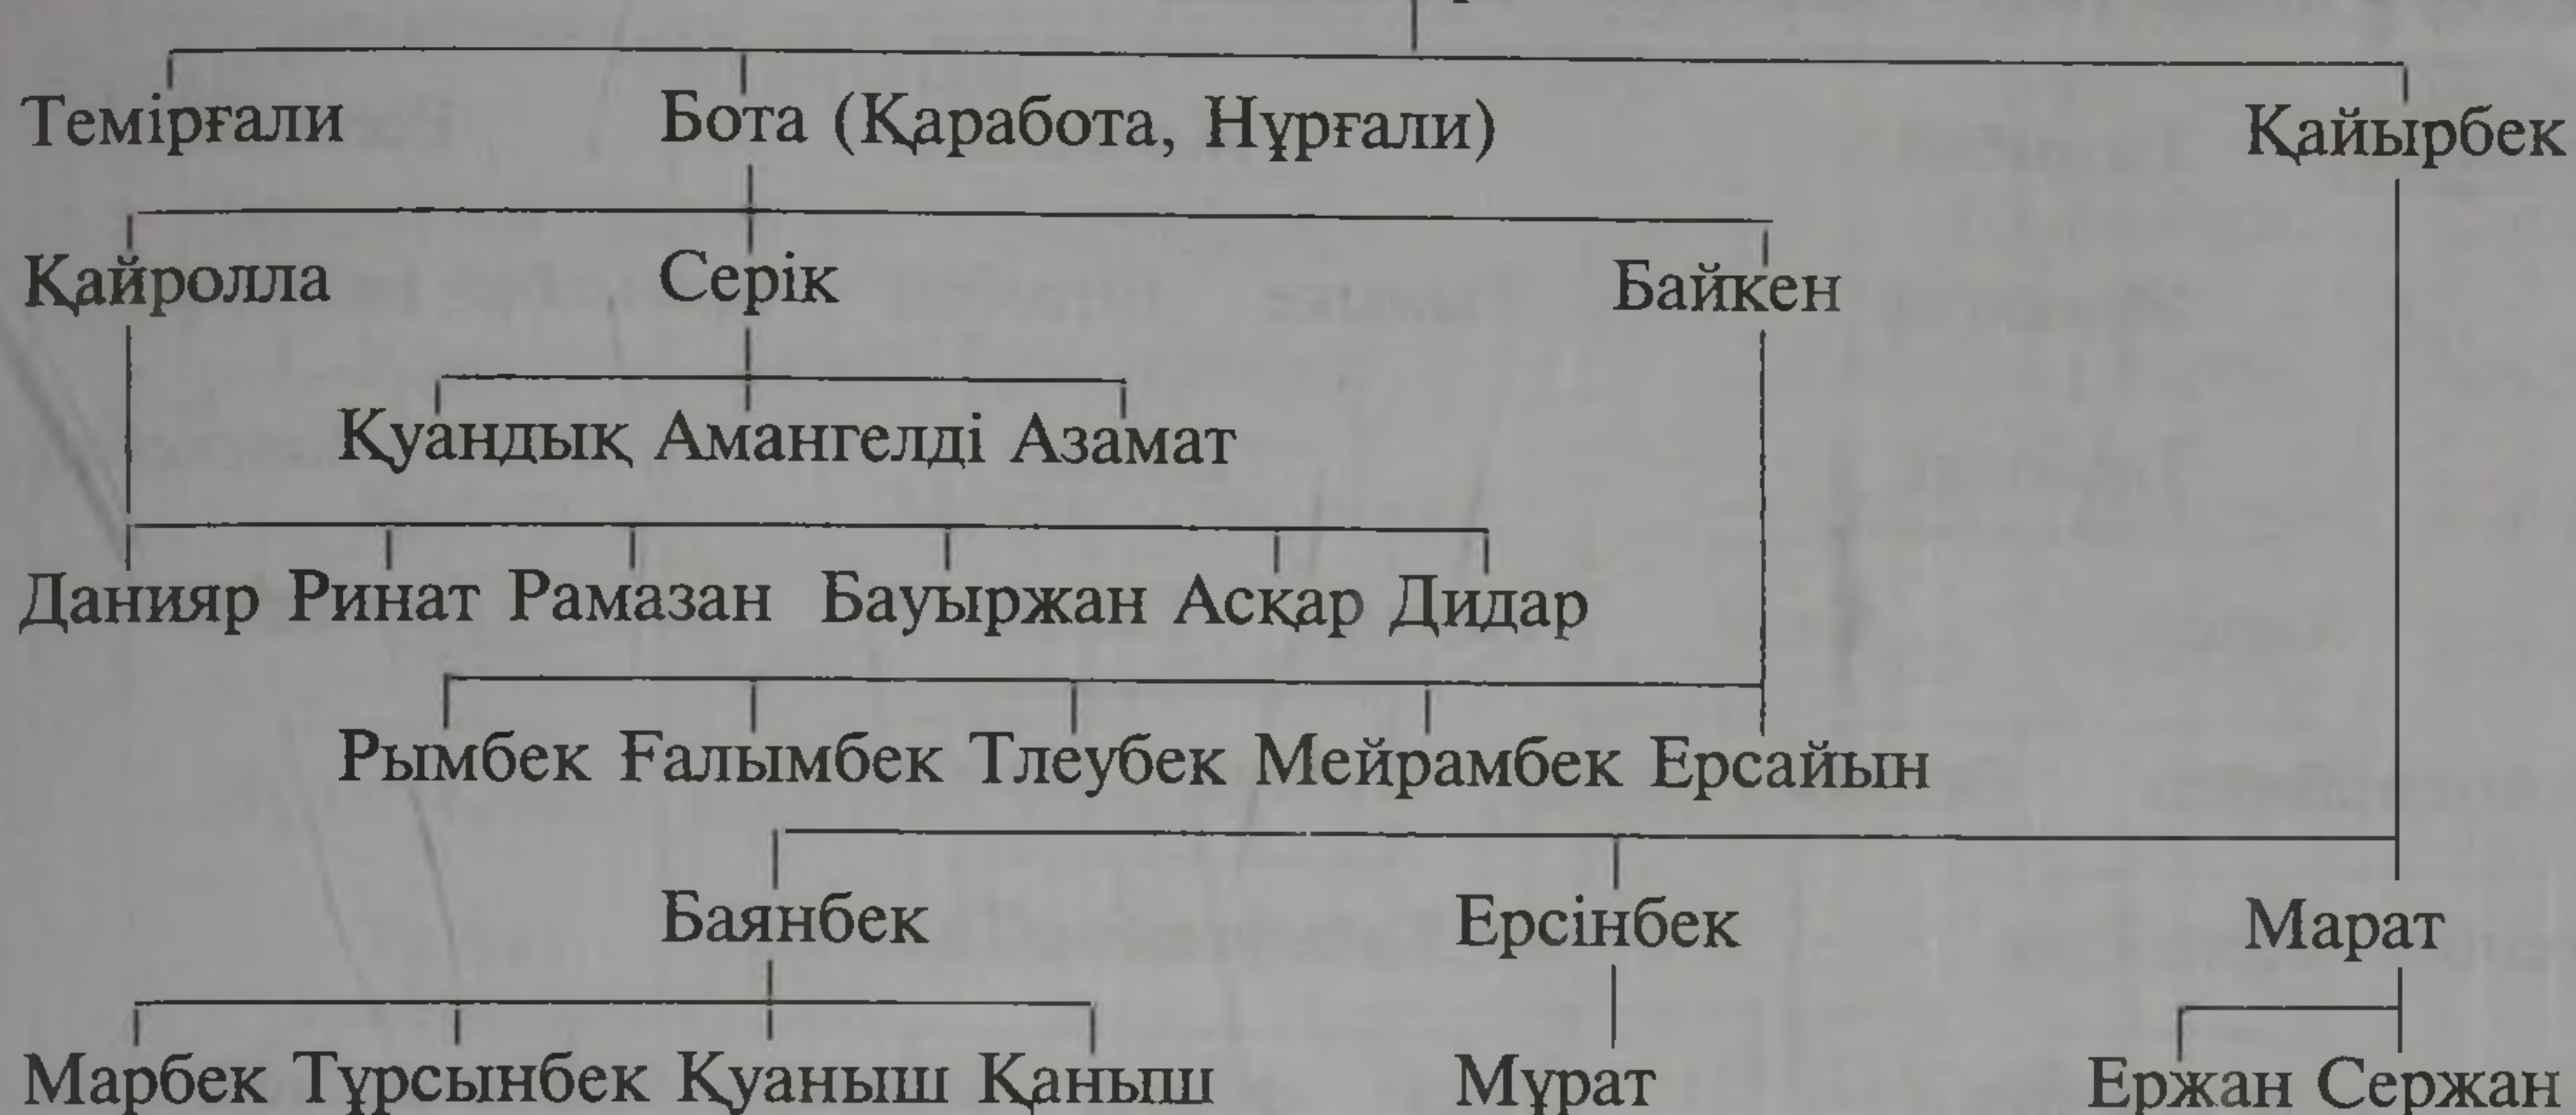 Темірғали Бота (Қаработа, Нұрғали) Қайырбек
Қайролла Серік Байкен
Қуандық Амангелді Азамат
Данияр Ринат Рамазан Бауыржан Асқар Дидар
Рымбек Ғалымбек Тлеубек Мейрамбек Ерсайын
Баянбек Ерсінбек Марат
Марбек Тұрсынбек Қуаныш Қаныш Мұрат Ержан Сержан